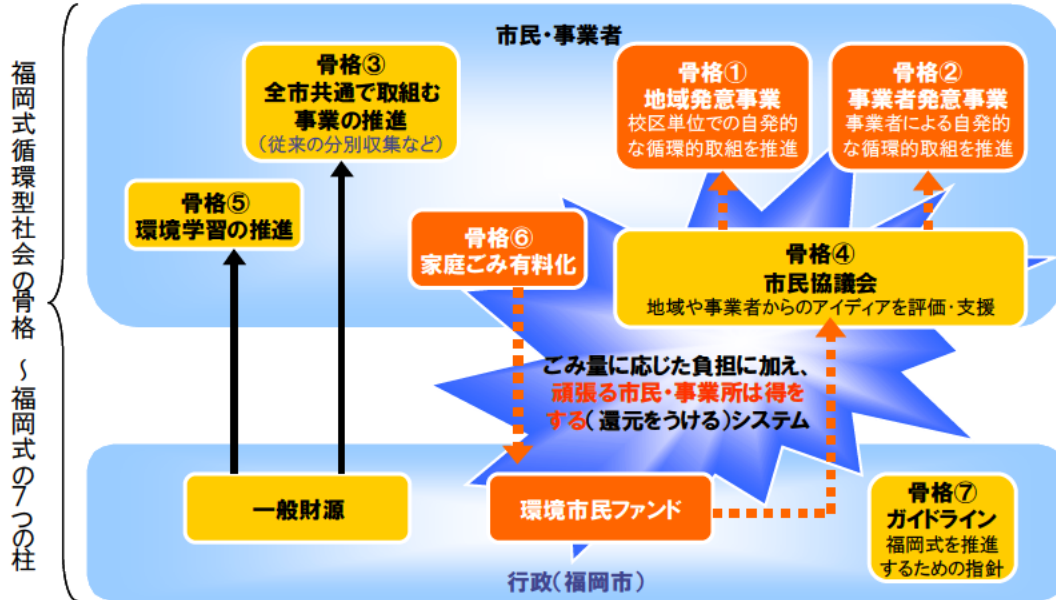 福岡式循環型社会の骨格 ～福岡式の7つの柱
市民・事業者
骨格③
全市共通で取組む
事業の推進
(従来の分別収集など)
骨格①
地域発意事業
校区単位での自発的
な循環的取組を推進
骨格②
事業者発意事業
事業者による自発的
な循環的取組を推進
骨格⑤
環境学習の推進
骨格⑥
家庭ごみ有料化
骨格④
市民協議会
地域や事業者からのアイディアを評価・支援
ごみ量に応じた負担に加え、
頑張る市民・事業所は得を
する(還元をうける)システム
一般財源
環境市民ファンド
骨格⑦
ガイドライン
福岡式を推進
するための指針
行政(福岡市)